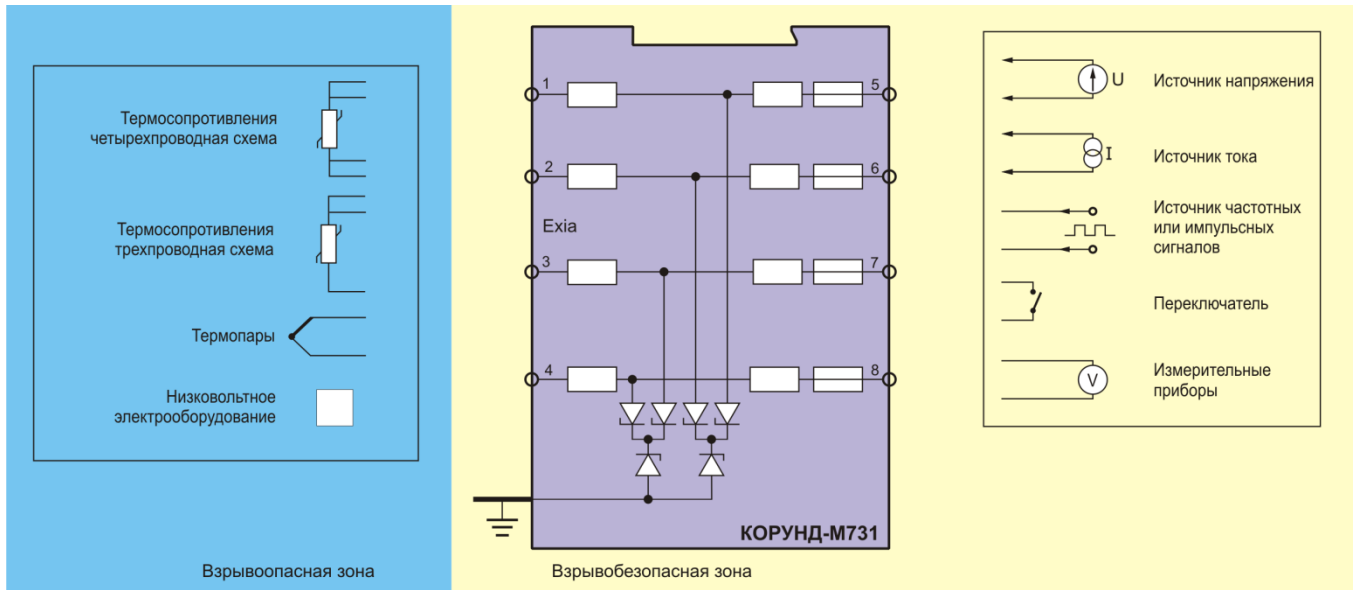 Термосопротивления
четырехпроводная схема
Термосопротивления
трехпроводная схема
Термопары
Низковольтное
электрооборудование
Взрывоопасная зона
1
5
2
6
Exia
3
7
4
8
КОРУНД-М731
Взрывобезопасная зона
U
Источник напряжения
I
Источник тока
Источник частотных
или импульсных
сигналов
Переключатель
V
Измерительные
приборы